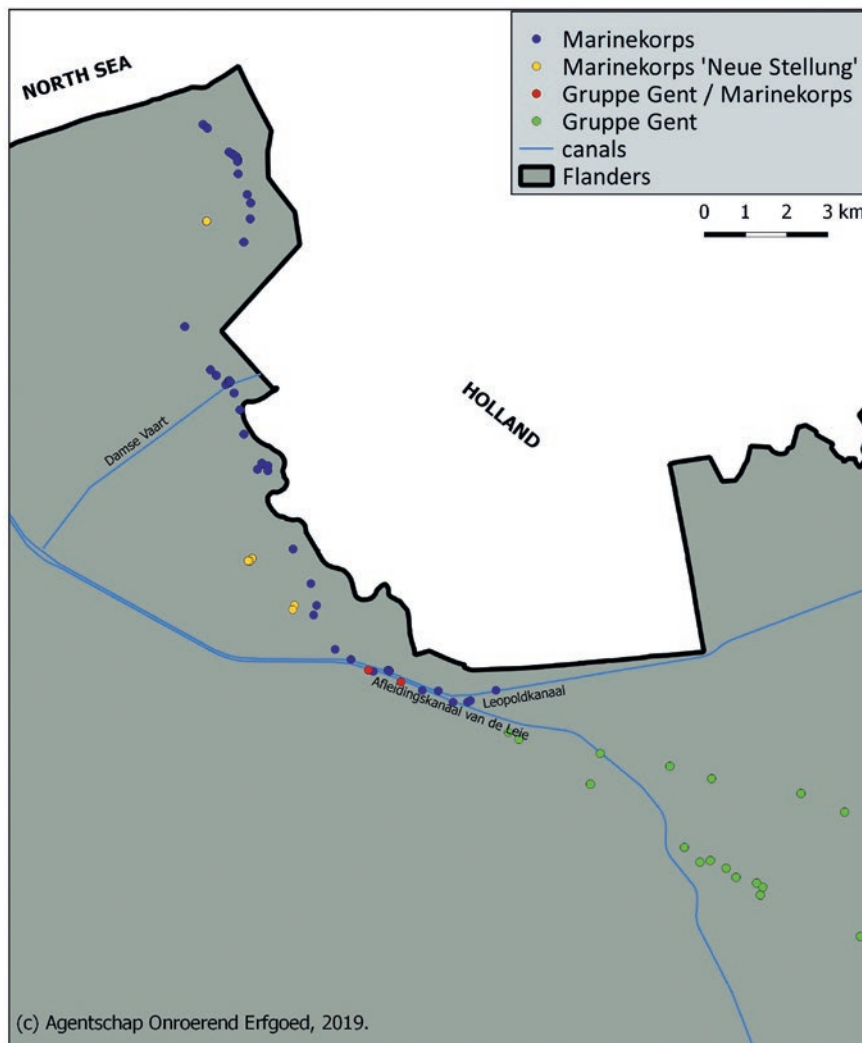 NORTH SEA
Marinekorps
Marinekorps 'Neue Stellung'
Gruppe Gent / Marinekorps
Gruppe Gent
canals
Flanders
0 1 2 3 km
HOLLAND
Damse Vaart
Leopoldkanaal
Afleidingskanaal van de Leie
(c) Agentschap Onroerend Erfgoed, 2019.